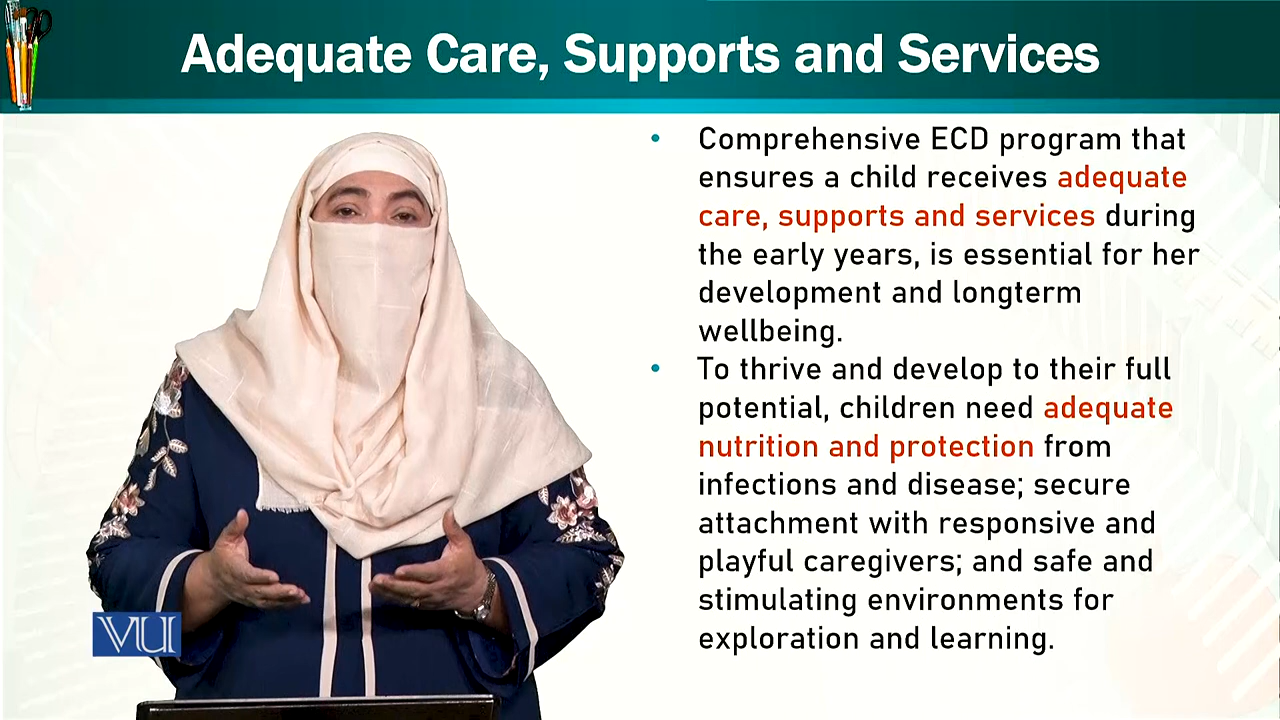 Adequate Care, Supports and Services
• Comprehensive ECD program that
ensures a child receives adequate
care, supports and services during
the early years, is essential for her
development and longterm
wellbeing.
• To thrive and develop to their full
potential, children need adequate
nutrition and protection from
infections and disease; secure
attachment with responsive and
playful caregivers; and safe and
stimulating environments for
exploration and learning.
VU